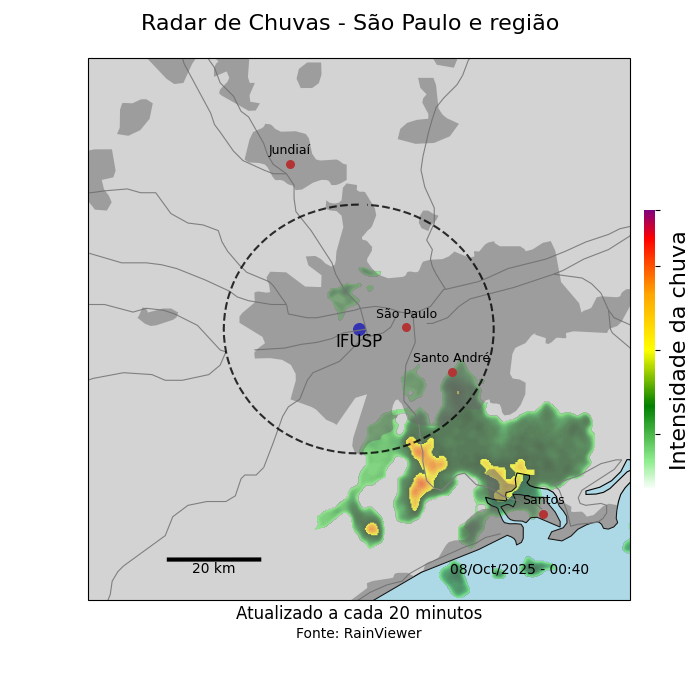 Radar de Chuvas - São Paulo e região
Jundiaí
São Paulo
IFUSP
Santo André
Santos
20 km
08/Oct/2025 - 00:40
Intensidade da chuva
Atualizado a cada 20 minutos
Fonte: RainViewer